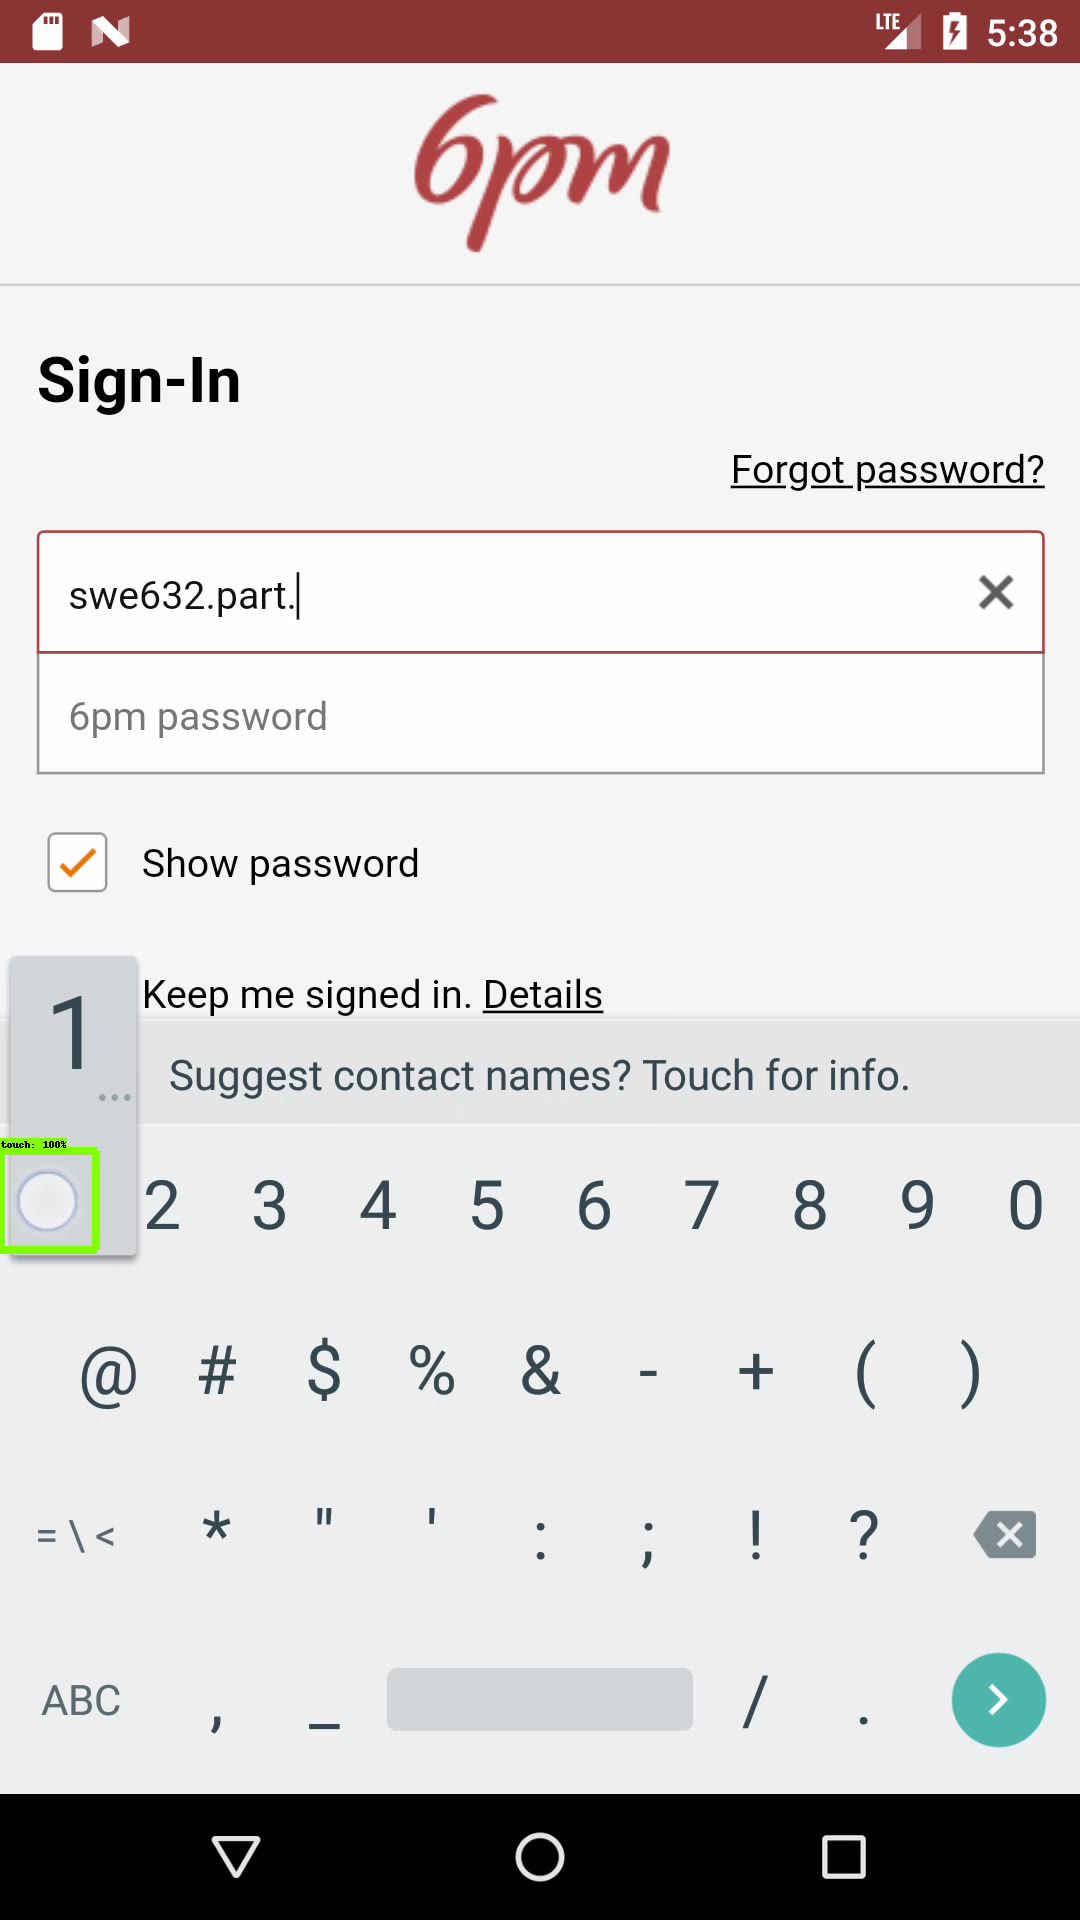 LTE 5:38
6pm
Sign-In
Forgot password?
swe632.part.
6pm password
Show password
Keep me signed in. Details
1
...
Suggest contact names? Touch for info.
touch: 100%
2 3 4 5 6 7 8 9 0
@ # $ % & - + ( )
= \ < * " ' : ; ! ?
ABC , _ / .